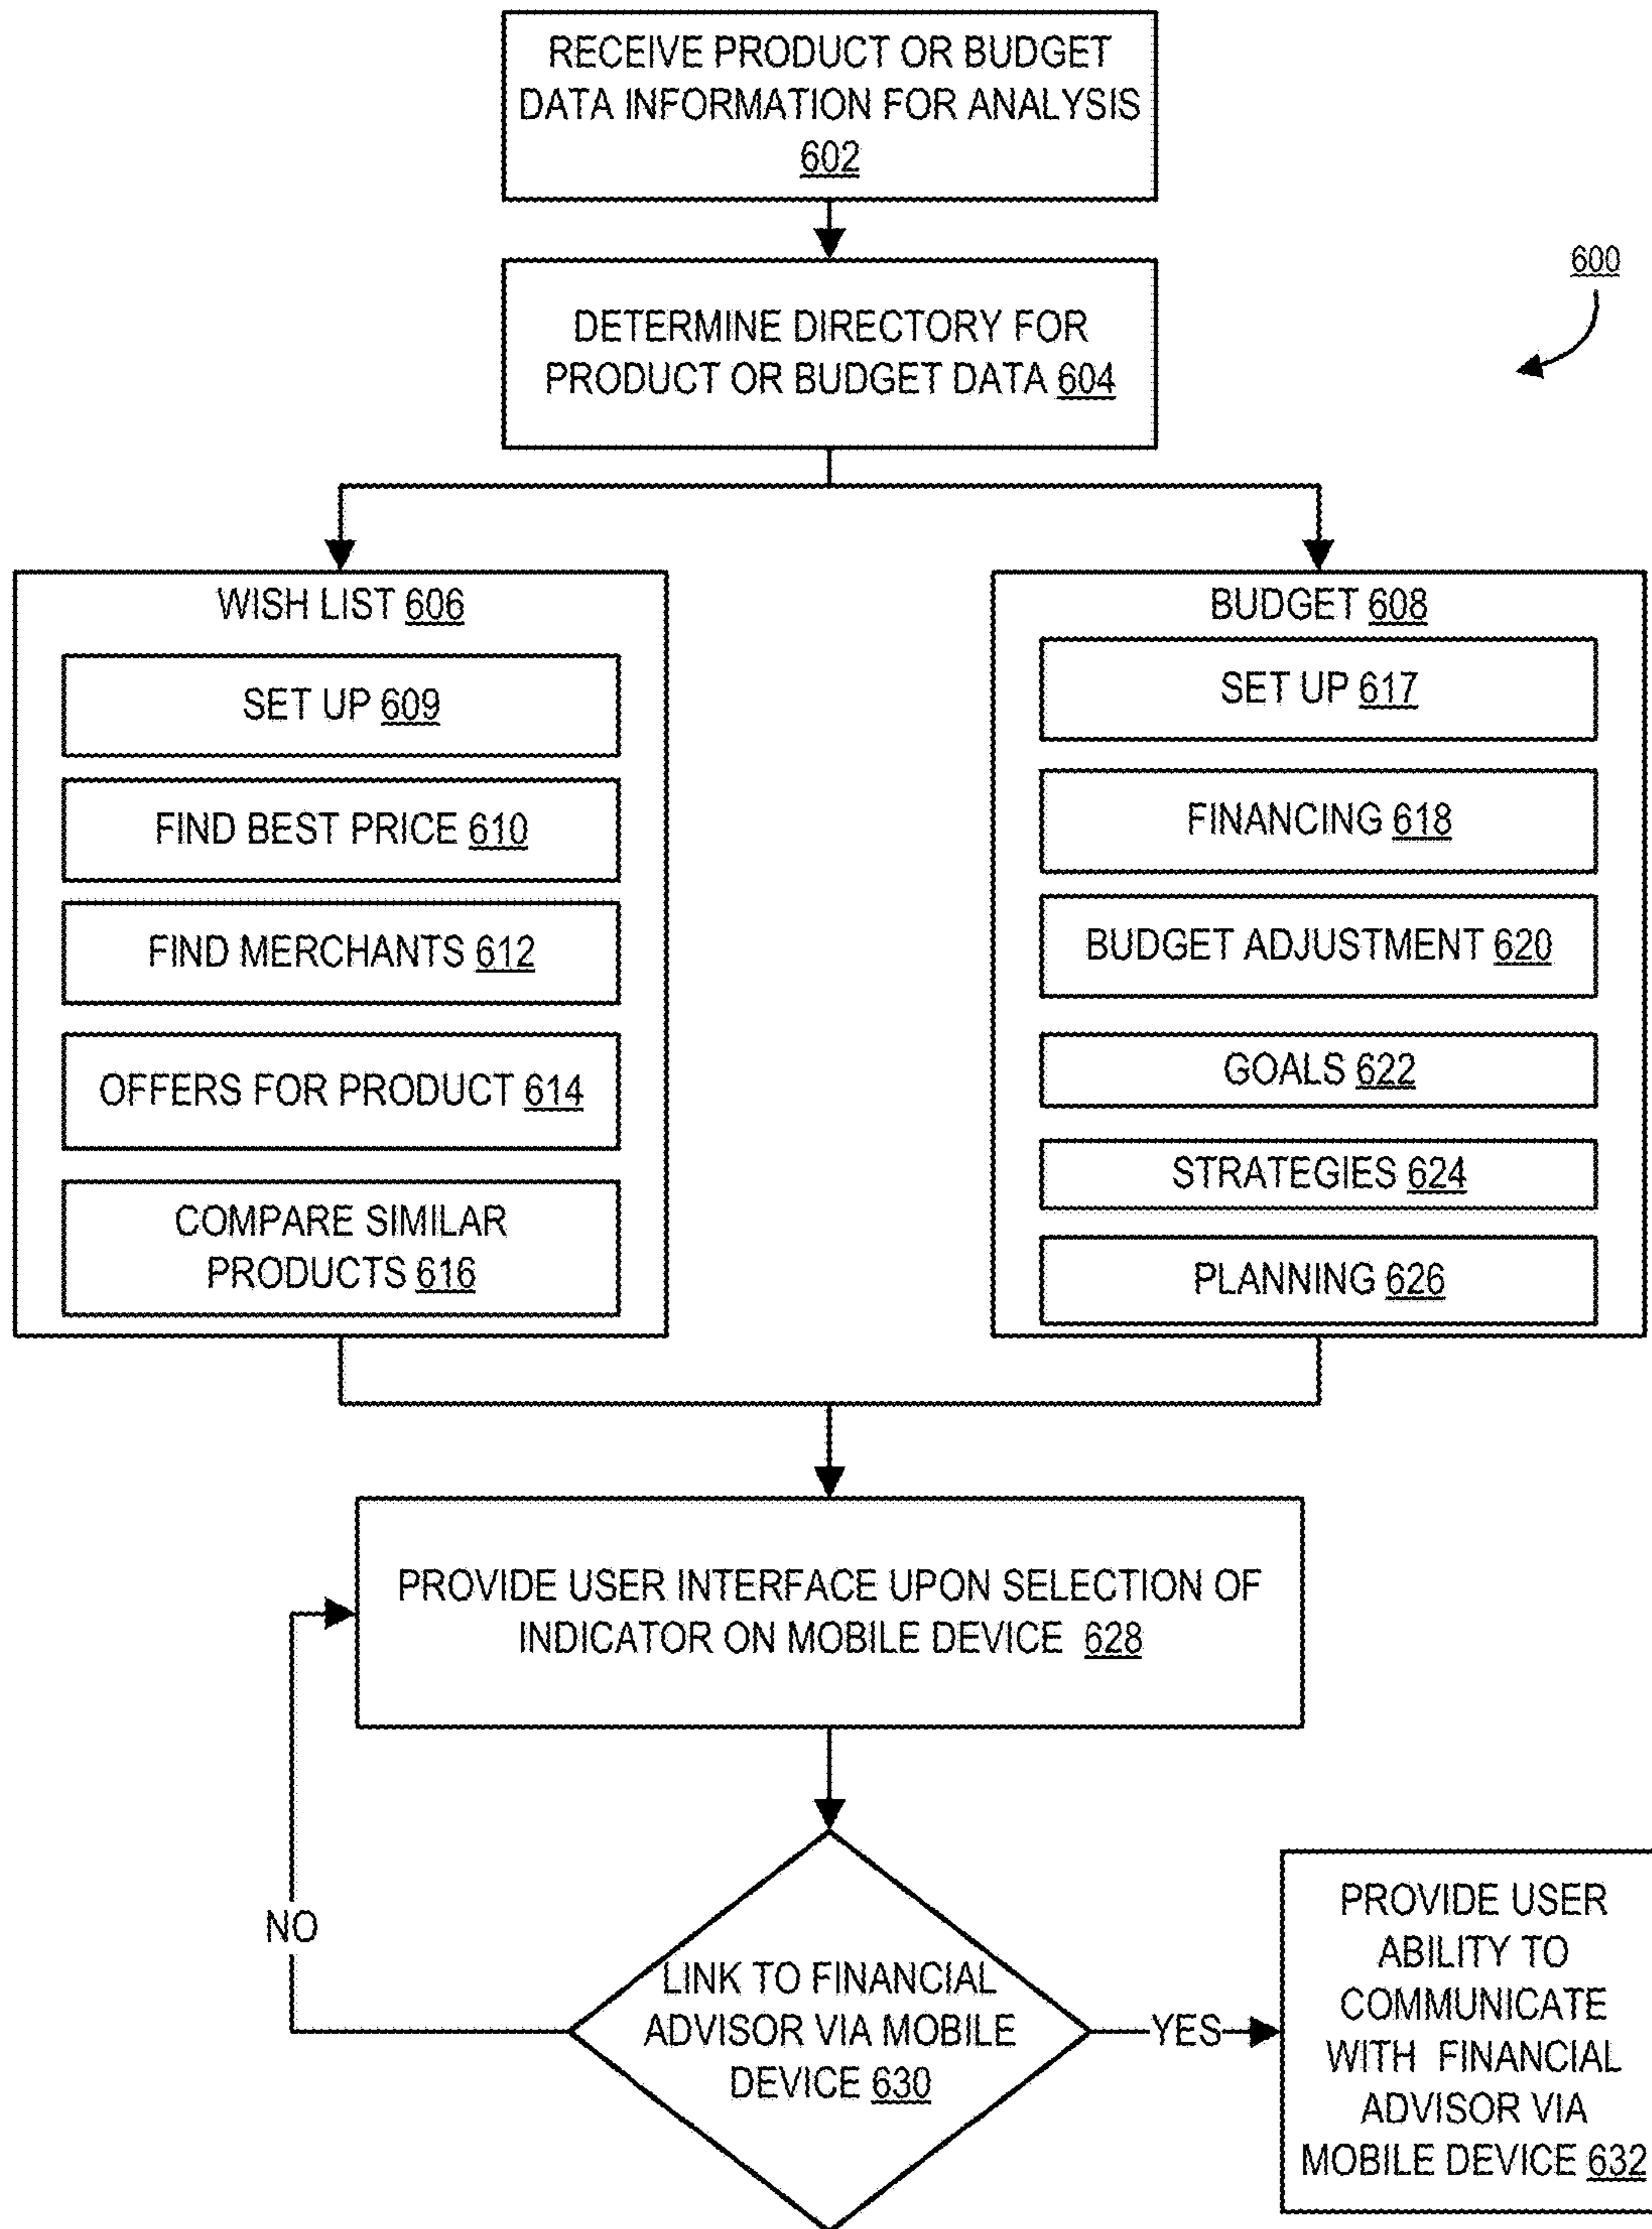 RECEIVE PRODUCT OR BUDGET
DATA INFORMATION FOR ANALYSIS
602
600
DETERMINE DIRECTORY FOR
PRODUCT OR BUDGET DATA 604
WISH LIST 606
SET UP 609
FIND BEST PRICE 610
FIND MERCHANTS 612
OFFERS FOR PRODUCT 614
COMPARE SIMILAR
PRODUCTS 616
BUDGET 608
SET UP 617
FINANCING 618
BUDGET ADJUSTMENT 620
GOALS 622
STRATEGIES 624
PLANNING 626
PROVIDE USER INTERFACE UPON SELECTION OF
INDICATOR ON MOBILE DEVICE 628
NO
LINK TO FINANCIAL
ADVISOR VIA MOBILE
DEVICE 630
YES
PROVIDE USER
ABILITY TO
COMMUNICATE
WITH FINANCIAL
ADVISOR VIA
MOBILE DEVICE 632